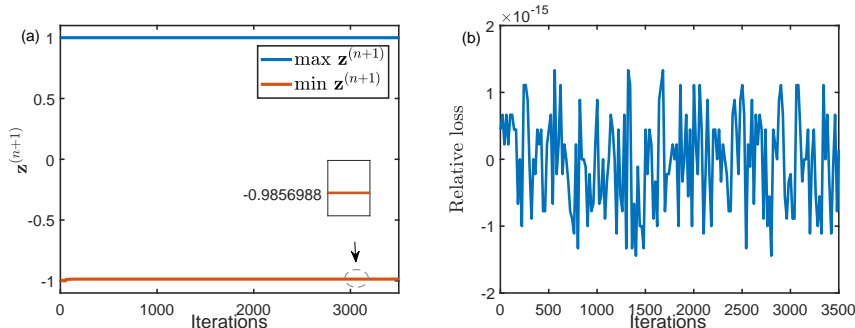 (a)
1
0.5
0
-0.5
-1
z^(n+1)
max z^(n+1)
min z^(n+1)
-0.9856988
0 1000 2000 3000
Iterations
(b)
×10^-15
2
1
0
-1
-2
Relative loss
0 500 1000 1500 2000 2500 3000 3500
Iterations